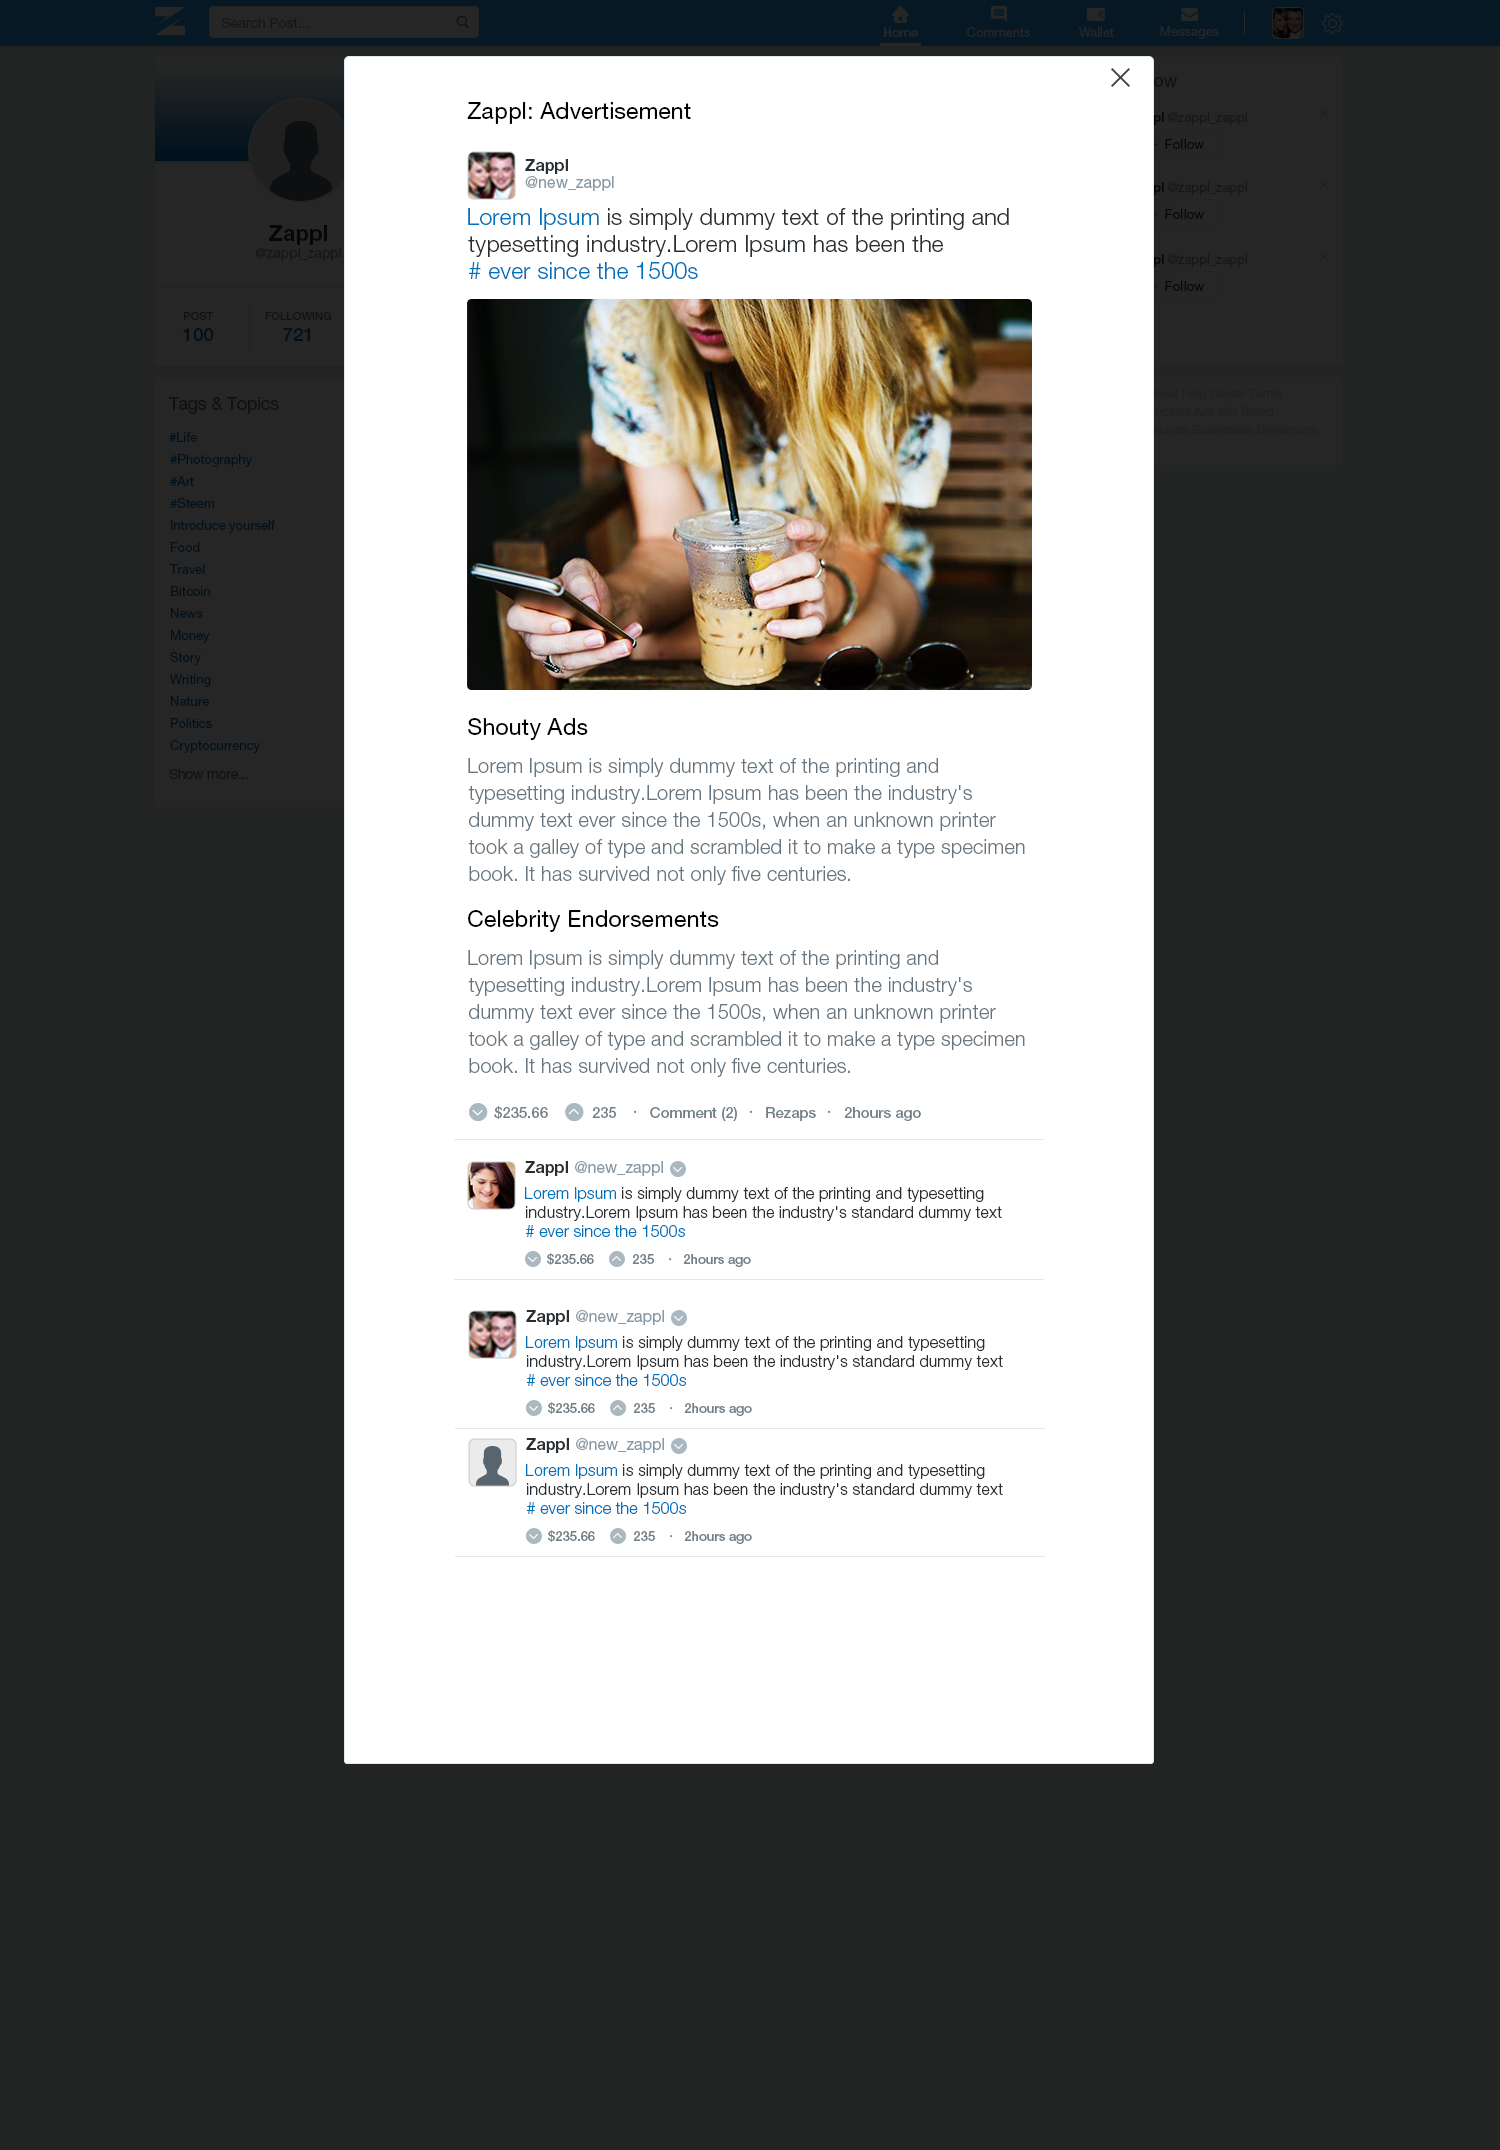 Search Post...
Home
Comments
Wallet
Messages
Zappl
@zappl_zappl
POST
FOLLOWING
100
721
Tags & Topics
#Life
#Photography
#Art
#Steem
Introduce yourself
Food
Travel
Bitcoin
News
Money
Story
Writing
Nature
Politics
Cryptocurrency
Show more...
Zappl: Advertisement
Zappl
@new_zappl
Lorem Ipsum is simply dummy text of the printing and
typesetting industry.Lorem Ipsum has been the
# ever since the 1500s
Shouty Ads
Lorem Ipsum is simply dummy text of the printing and
typesetting industry.Lorem Ipsum has been the industry's
dummy text ever since the 1500s, when an unknown printer
took a galley of type and scrambled it to make a type specimen
book. It has survived not only five centuries.
Celebrity Endorsements
Lorem Ipsum is simply dummy text of the printing and
typesetting industry.Lorem Ipsum has been the industry's
dummy text ever since the 1500s, when an unknown printer
took a galley of type and scrambled it to make a type specimen
book. It has survived not only five centuries.
$235.66 235 · Comment (2) · Rezaps · 2hours ago
Zappl @new_zappl
Lorem Ipsum is simply dummy text of the printing and typesetting
industry.Lorem Ipsum has been the industry's standard dummy text
# ever since the 1500s
$235.66 235 · 2hours ago
Zappl @new_zappl
Lorem Ipsum is simply dummy text of the printing and typesetting
industry.Lorem Ipsum has been the industry's standard dummy text
# ever since the 1500s
$235.66 235 · 2hours ago
Zappl @new_zappl
Lorem Ipsum is simply dummy text of the printing and typesetting
industry.Lorem Ipsum has been the industry's standard dummy text
# ever since the 1500s
$235.66 235 · 2hours ago
ow
pl @zappl_zappl
Follow
pl @zappl_zappl
Follow
pl @zappl_zappl
Follow
Help Center Terms
Ads Info Brand
Jobs Businesses Developers